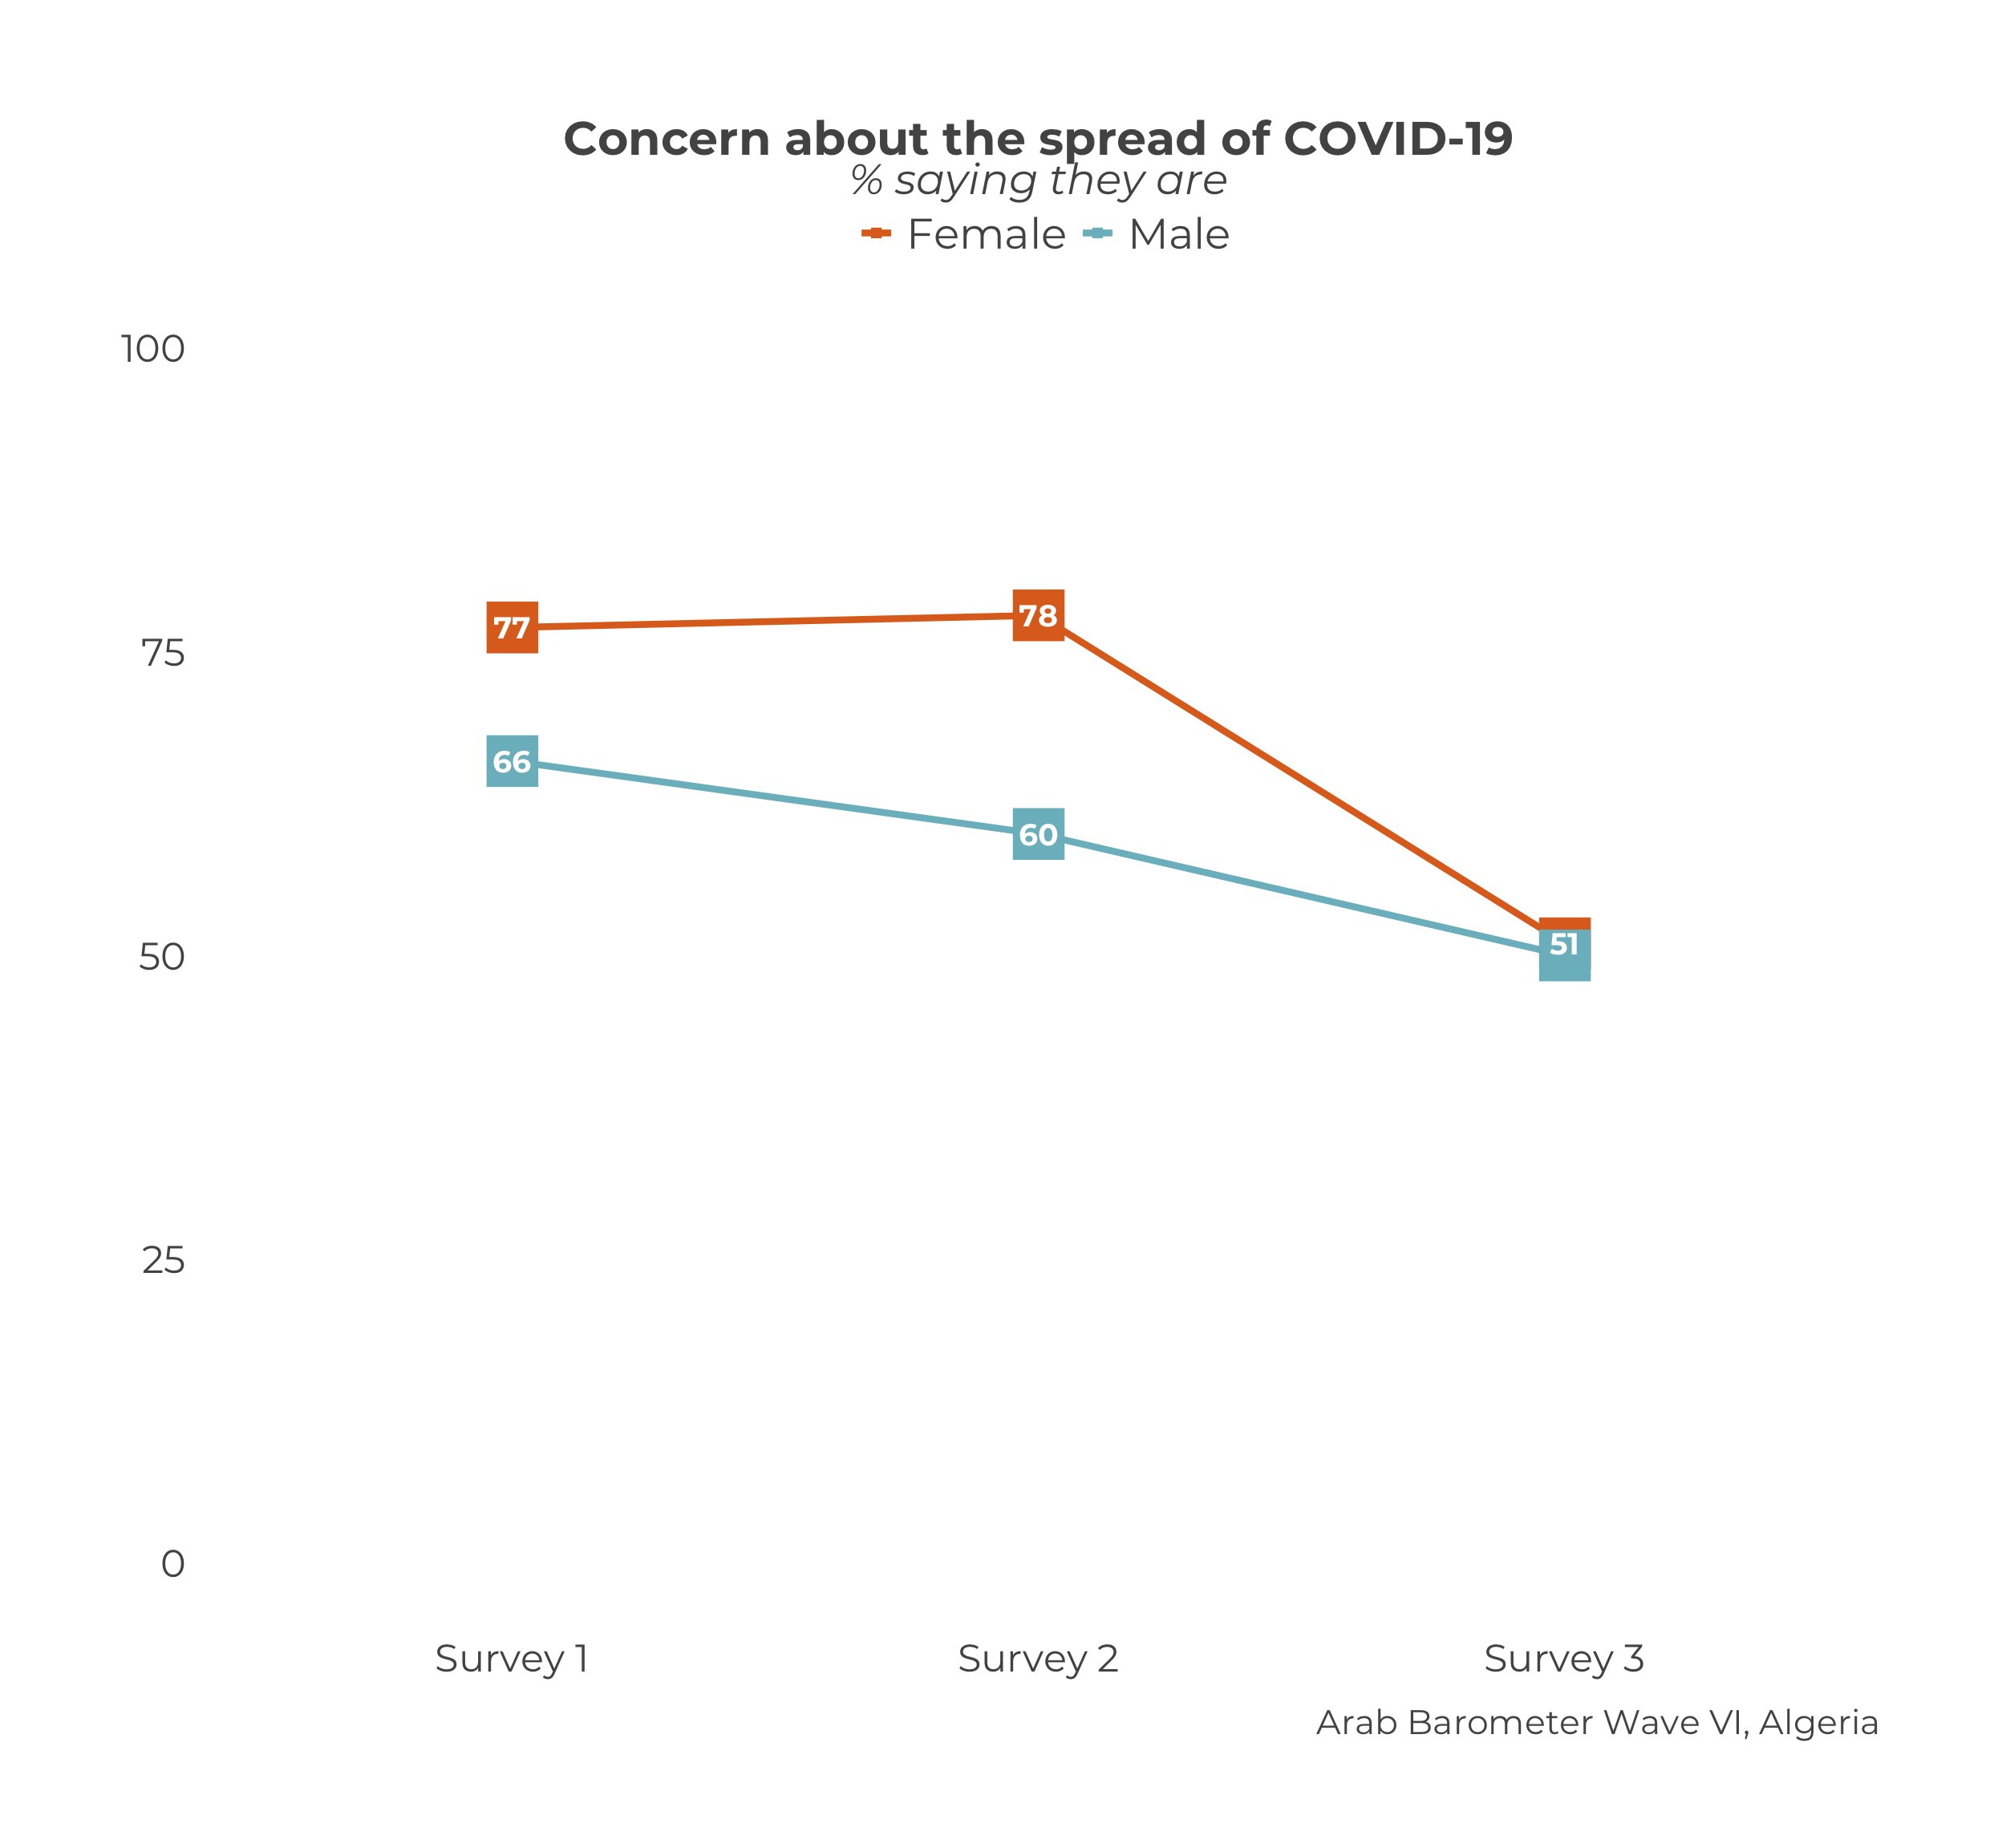 Concern about the spread of COVID-19
% saying they are
Female Male
100
75
50
25
0
77
78
66
60
51
Survey 1 Survey 2 Survey 3
Arab Barometer Wave VI, Algeria